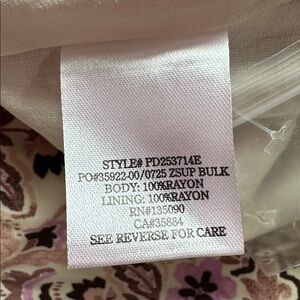 STYLE# PD253714E
PO#35922-00/0725 ZSUP BULK
BODY: 100%RAYON
LINING: 100%RAYON
RN#135090
CA#35884
SEE REVERSE FOR CARE